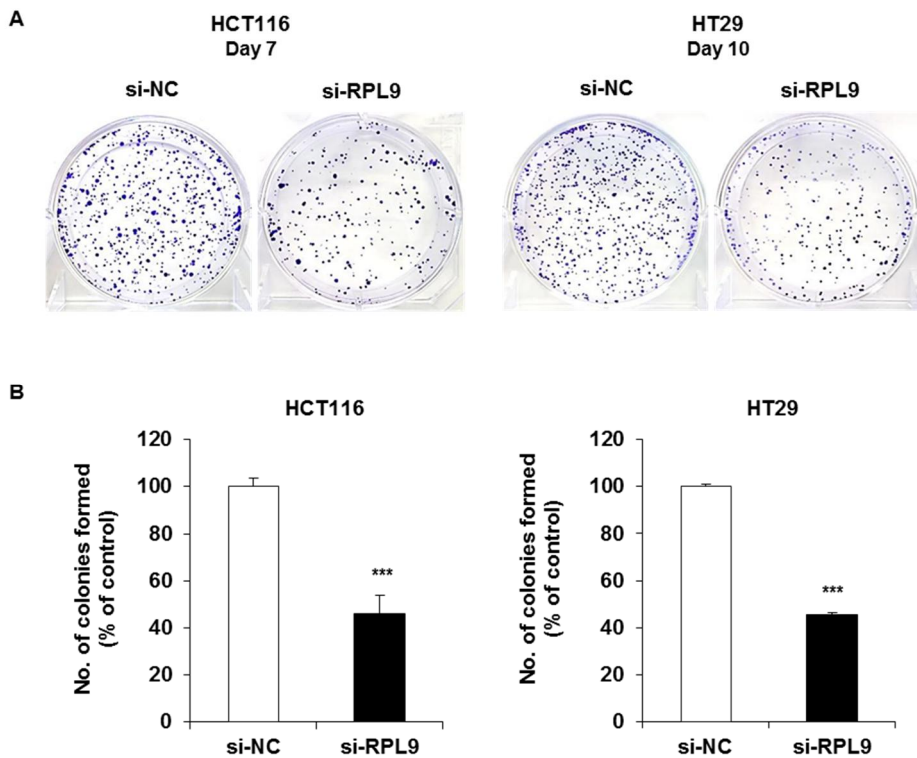 A
HCT116
Day 7
si-NC
si-RPL9
HT29
Day 10
si-NC
si-RPL9
B
HCT116
No. of colonies formed
(% of control)
120
100
80
60
40
20
0
***
si-NC
si-RPL9
HT29
No. of colonies formed
(% of control)
120
100
80
60
40
20
0
***
si-NC
si-RPL9